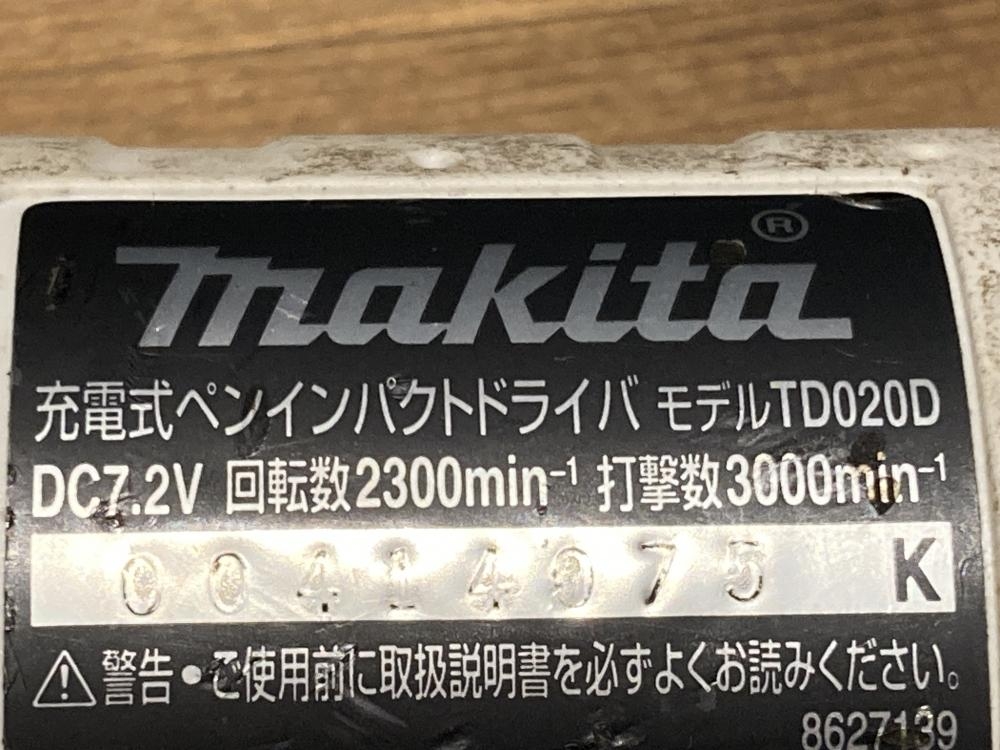 makita®
充電式ペンインパクトドライバ モデルTD020D
DC7.2V 回転数2300min⁻¹ 打撃数3000min⁻¹
00414075 K
⚠警告・ご使用前に取扱説明書を必ずよくお読みください。
8627139